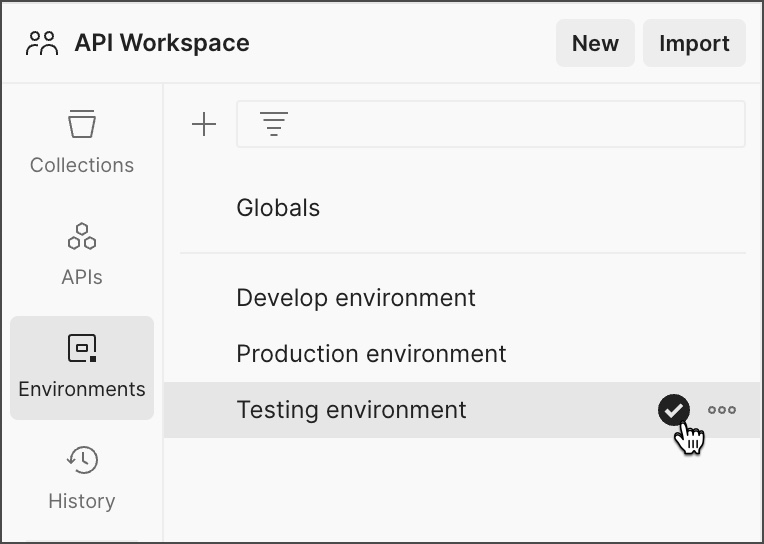 API Workspace
New
Import
Collections
APIs
Environments
History
Globals
Develop environment
Production environment
Testing environment